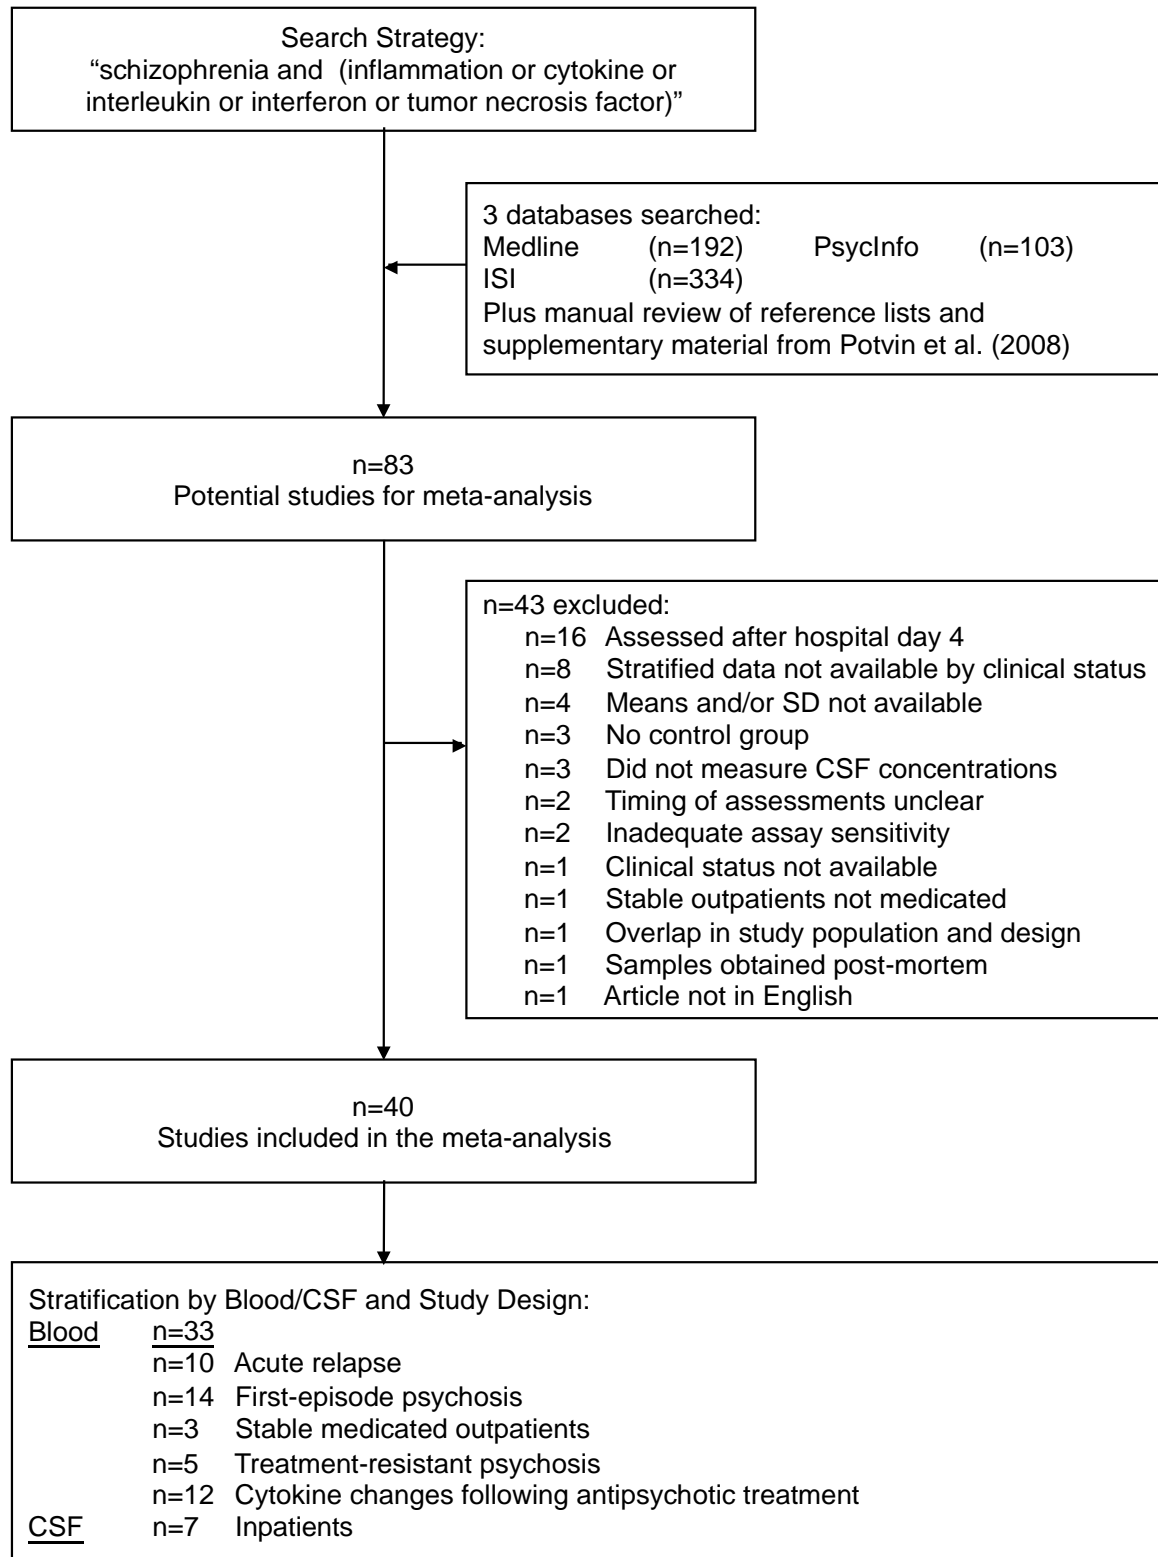 Search Strategy:
“schizophrenia and (inflammation or cytokine or
interleukin or interferon or tumor necrosis factor)”
3 databases searched:
Medline (n=192) PsycInfo (n=103)
ISI (n=334)
Plus manual review of reference lists and
supplementary material from Potvin et al. (2008)
n=83
Potential studies for meta-analysis
n=43 excluded:
n=16 Assessed after hospital day 4
n=8 Stratified data not available by clinical status
n=4 Means and/or SD not available
n=3 No control group
n=3 Did not measure CSF concentrations
n=2 Timing of assessments unclear
n=2 Inadequate assay sensitivity
n=1 Clinical status not available
n=1 Stable outpatients not medicated
n=1 Overlap in study population and design
n=1 Samples obtained post-mortem
n=1 Article not in English
n=40
Studies included in the meta-analysis
Stratification by Blood/CSF and Study Design:
Blood n=33
n=10 Acute relapse
n=14 First-episode psychosis
n=3 Stable medicated outpatients
n=5 Treatment-resistant psychosis
n=12 Cytokine changes following antipsychotic treatment
CSF n=7 Inpatients